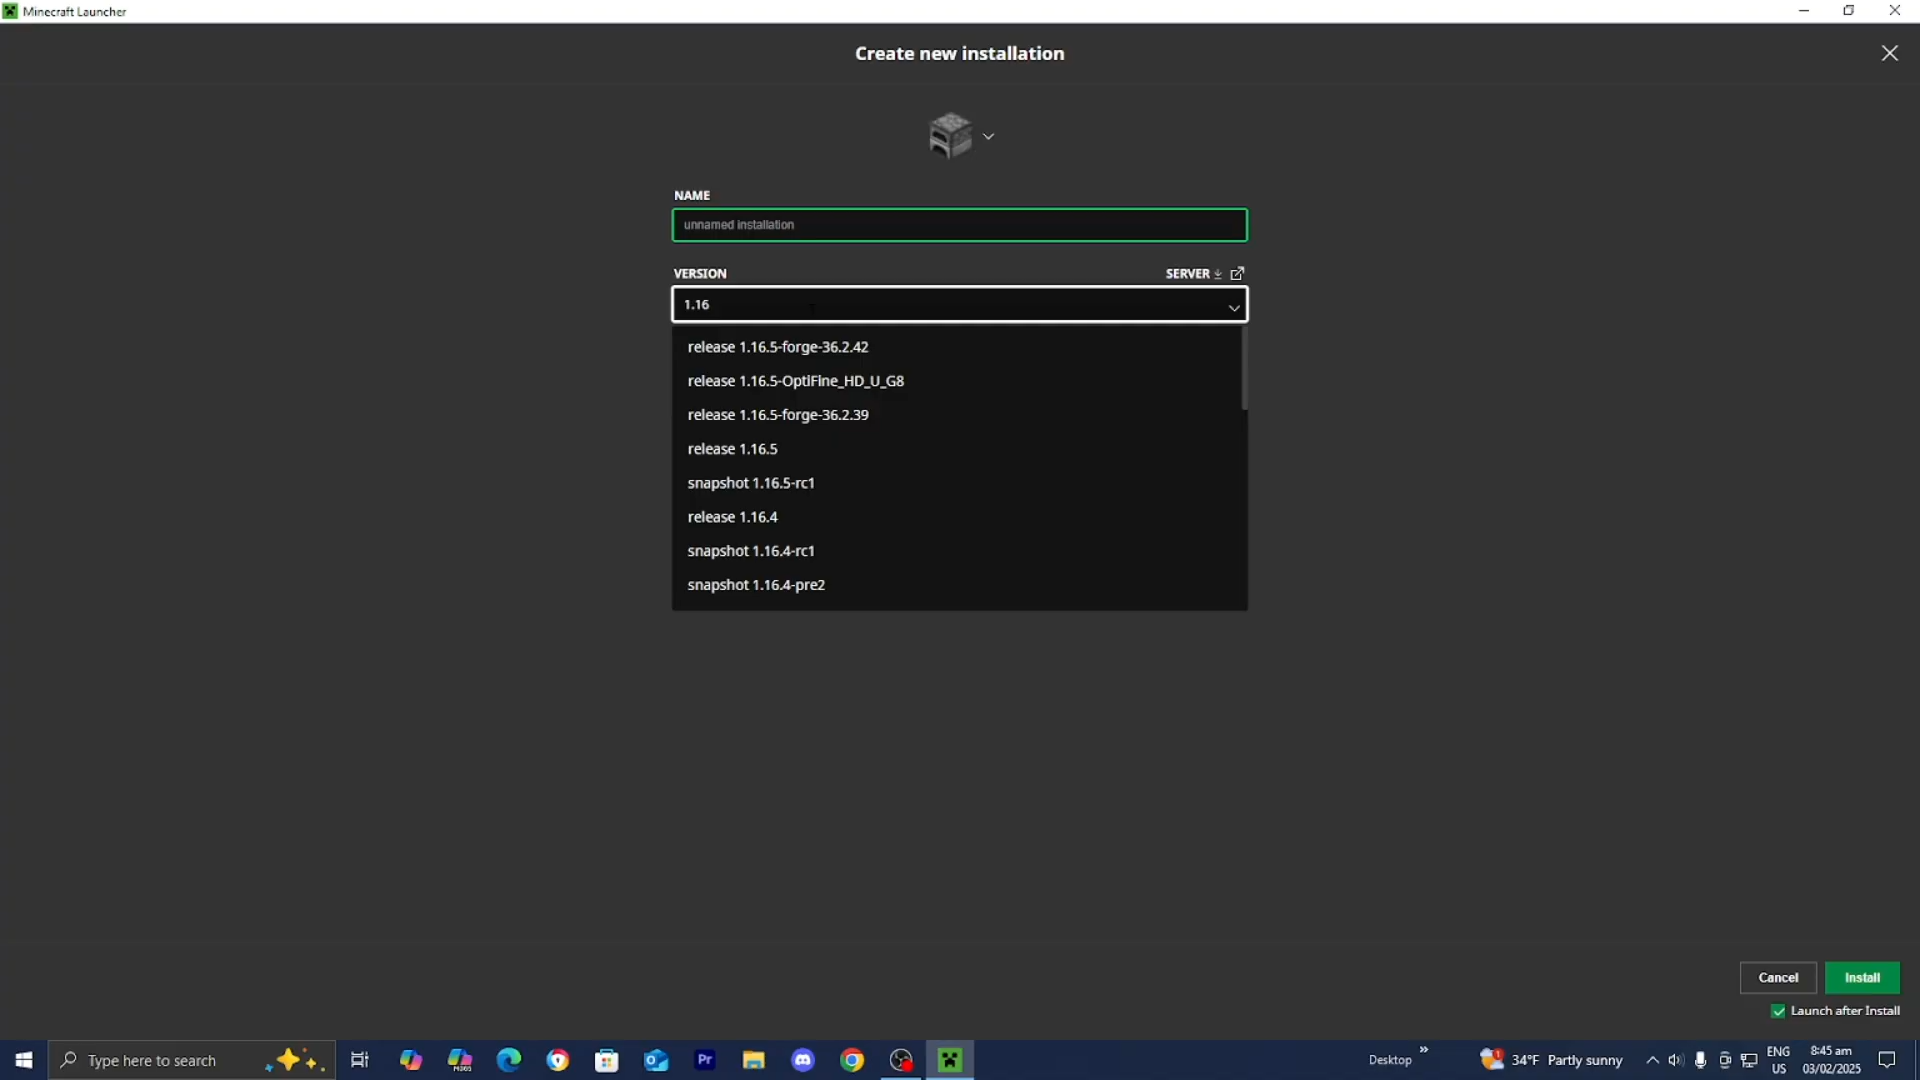 Minecraft Launcher
Create new installation
NAME
unnamed installation
VERSION
SERVER
1.16
release 1.16.5-forge-36.2.42
release 1.16.5-OptiFine_HD_U_G8
release 1.16.5-forge-36.2.39
release 1.16.5
snapshot 1.16.5-rc1
release 1.16.4
snapshot 1.16.4-rc1
snapshot 1.16.4-pre2
Cancel
Install
Launch after Install
Type here to search
M365
Pr
Desktop
1
34°F Partly sunny
ENG
US
8:45 am
03/02/2025